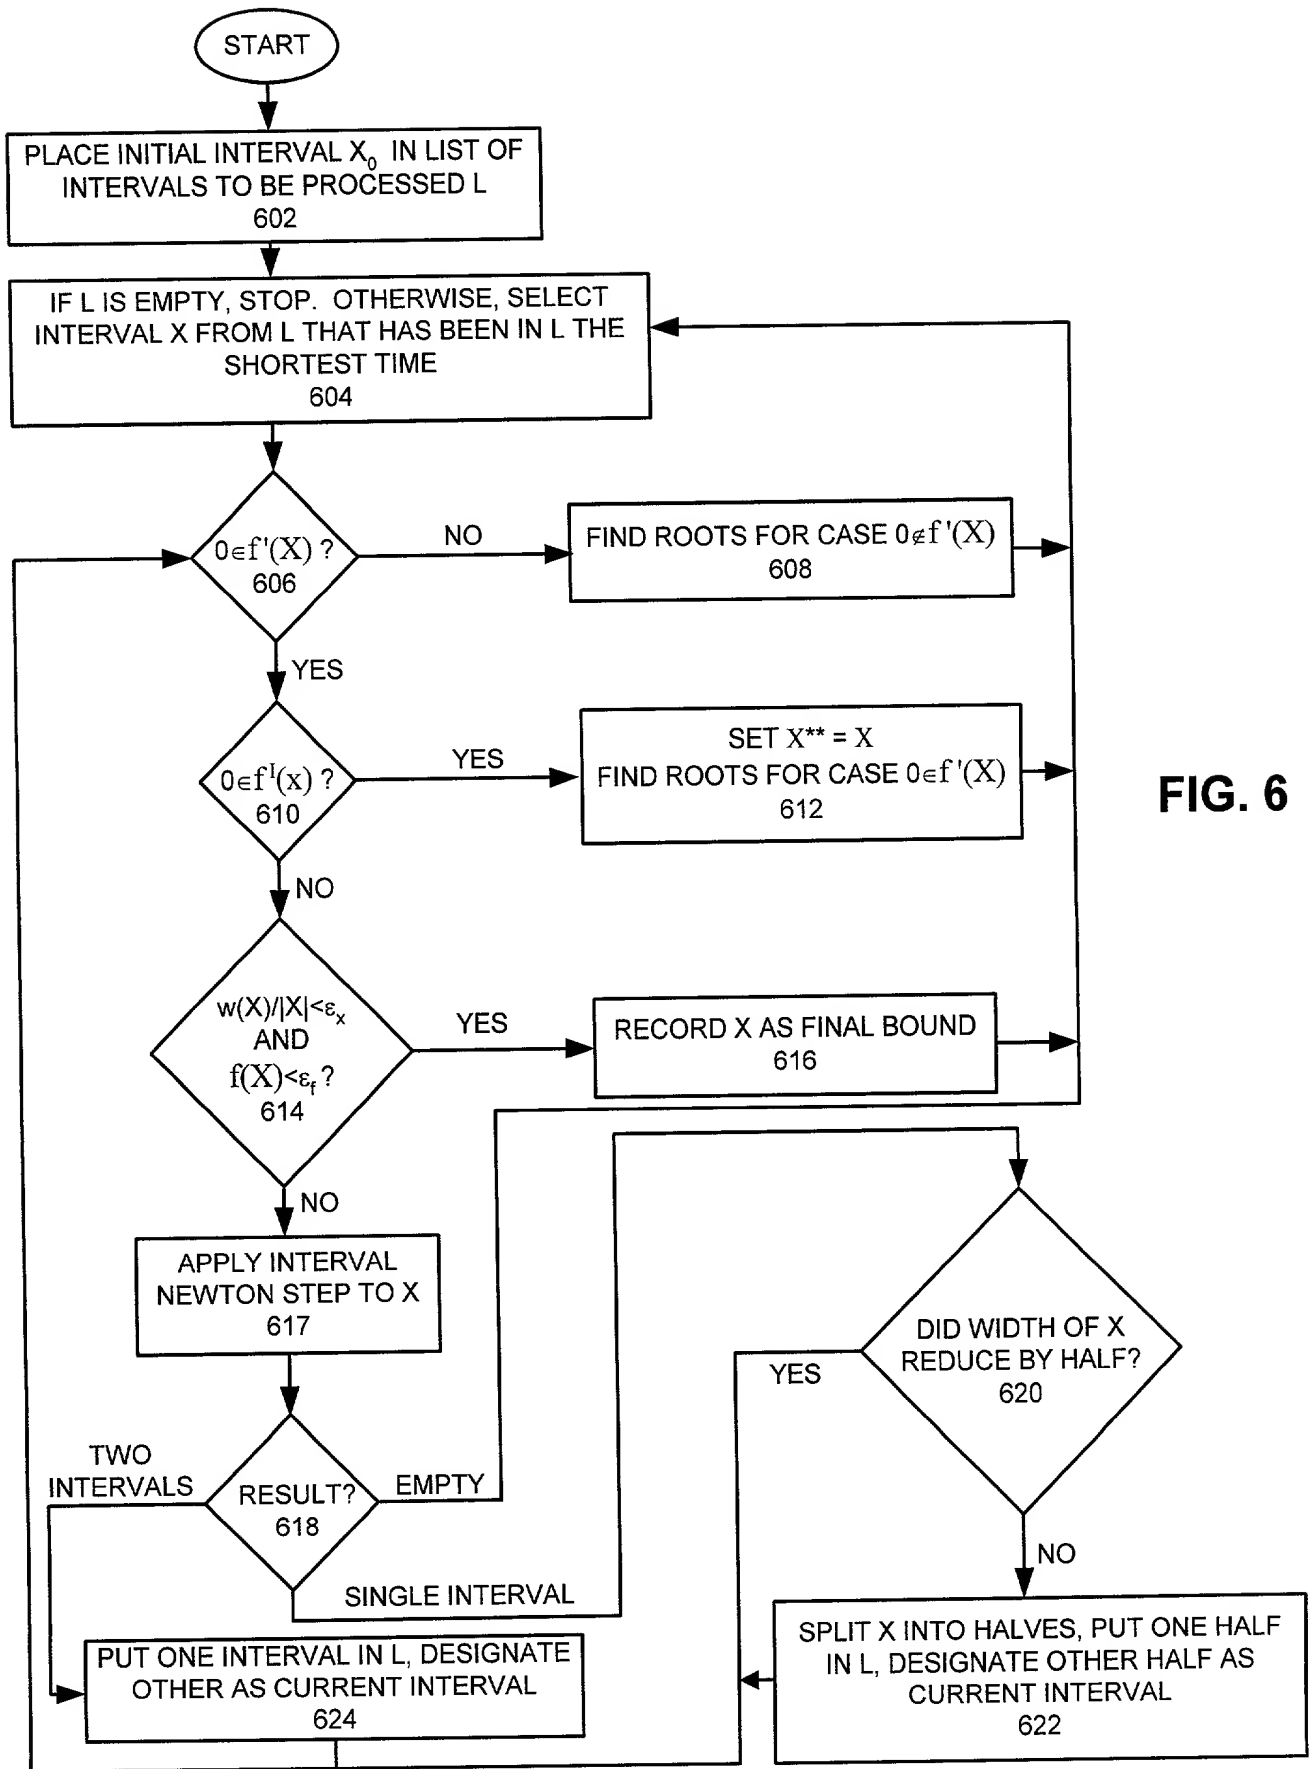 START
PLACE INITIAL INTERVAL X₀ IN LIST OF
INTERVALS TO BE PROCESSED L
602
IF L IS EMPTY, STOP. OTHERWISE, SELECT
INTERVAL X FROM L THAT HAS BEEN IN L THE
SHORTEST TIME
604
0∈f'(X) ?
606
NO
FIND ROOTS FOR CASE 0∉f'(X)
608
YES
0∈fᴵ(x) ?
610
YES
SET X** = X
FIND ROOTS FOR CASE 0∈f'(X)
612
FIG. 6
NO
w(X)/|X|<εₓ
AND
f(X)<ε_f ?
614
YES
RECORD X AS FINAL BOUND
616
NO
APPLY INTERVAL
NEWTON STEP TO X
617
DID WIDTH OF X
REDUCE BY HALF?
620
YES
TWO
INTERVALS
RESULT?
618
EMPTY
NO
SINGLE INTERVAL
PUT ONE INTERVAL IN L, DESIGNATE
OTHER AS CURRENT INTERVAL
624
SPLIT X INTO HALVES, PUT ONE HALF
IN L, DESIGNATE OTHER HALF AS
CURRENT INTERVAL
622